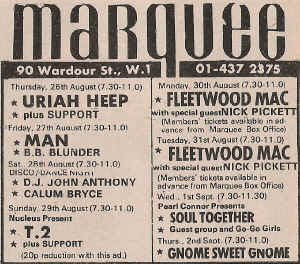 marquee
90 Wardour St., W.1 01-437 2375
Thursday, 26th August (7.30-11.0)
★ URIAH HEEP
★ plus SUPPORT
Friday, 27th August (7.30-11.0)
★ MAN
★ B.B. BLUNDER
Sat., 28th August (7.30-11.0)
DISCO/DANCE NIGHT
★ D.J. JOHN ANTHONY
★ CALUM BRYCE
Sunday, 29th August (7.30-11.0)
Nucleus Present
★ T.2
★ plus SUPPORT
(20p reduction with this ad.)
Monday, 30th August (7.30-11.0)
★ FLEETWOOD MAC
with special guest NICK PICKETT
(Members' tickets available in ad-
vance from Marquee Box Office)
Tuesday, 31st August (7.30-11.0)
★ FLEETWOOD MAC
with special guest NICK PICKETT
(Members' tickets available in
advance from Marquee Box Office)
Wed., 1st Sept. (7.30-11.30)
Pearl Connor Presents
★ SOUL TOGETHER
★ Guest group and Go-Go Girls
Thurs., 2nd Sept. (7.30-11.0)
★ GNOME SWEET GNOME